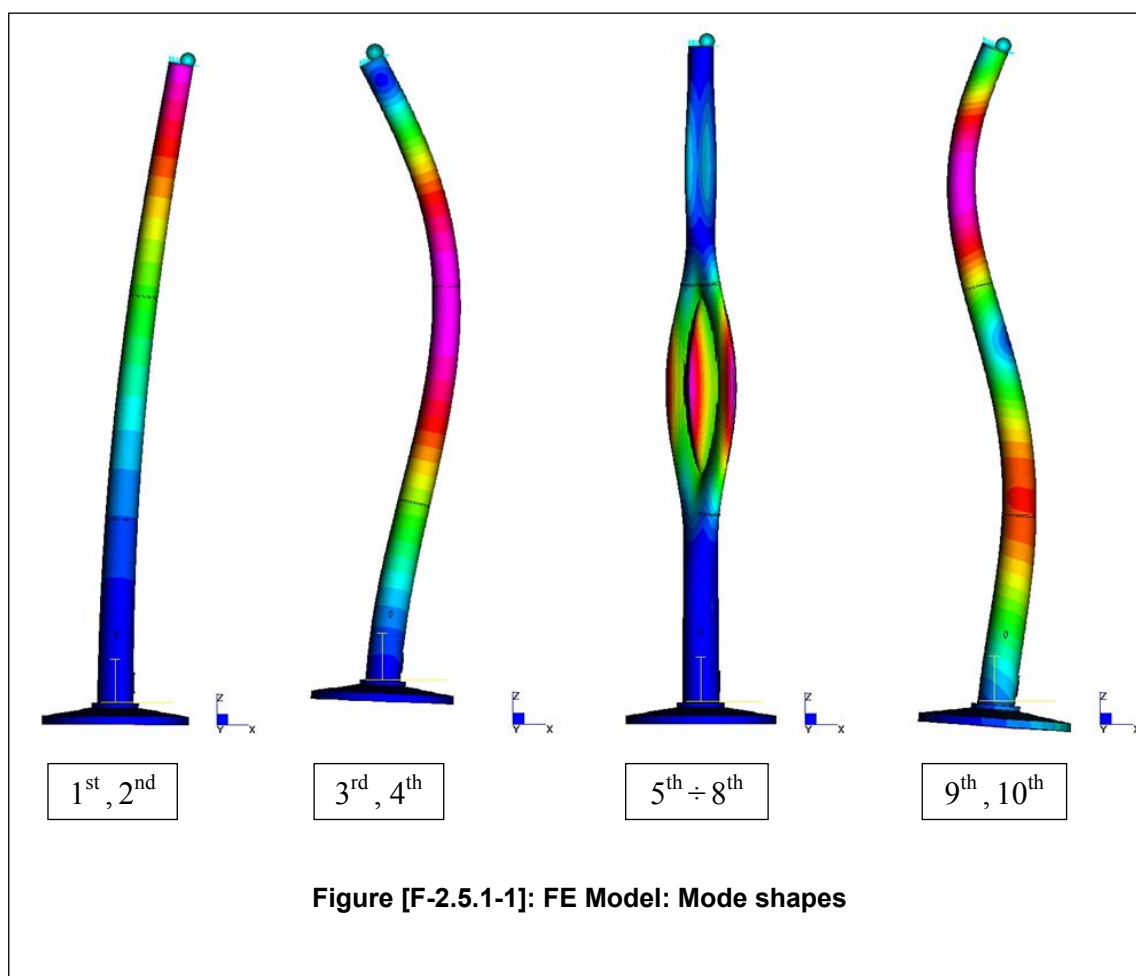 Z
Y X
Z
Y X
Z
Y X
Z
Y X
1st , 2nd
3rd , 4th
5th ÷ 8th
9th , 10th
Figure [F-2.5.1-1]: FE Model: Mode shapes